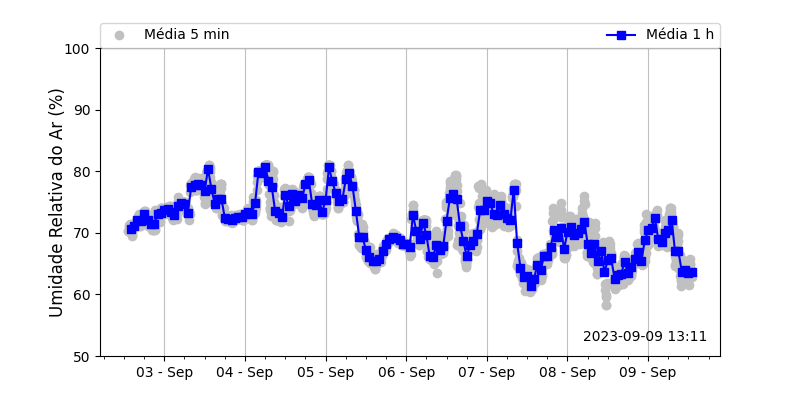 Média 5 min
Média 1 h
Umidade Relativa do Ar (%)
100
90
80
70
60
50
2023-09-09 13:11
03 - Sep
04 - Sep
05 - Sep
06 - Sep
07 - Sep
08 - Sep
09 - Sep